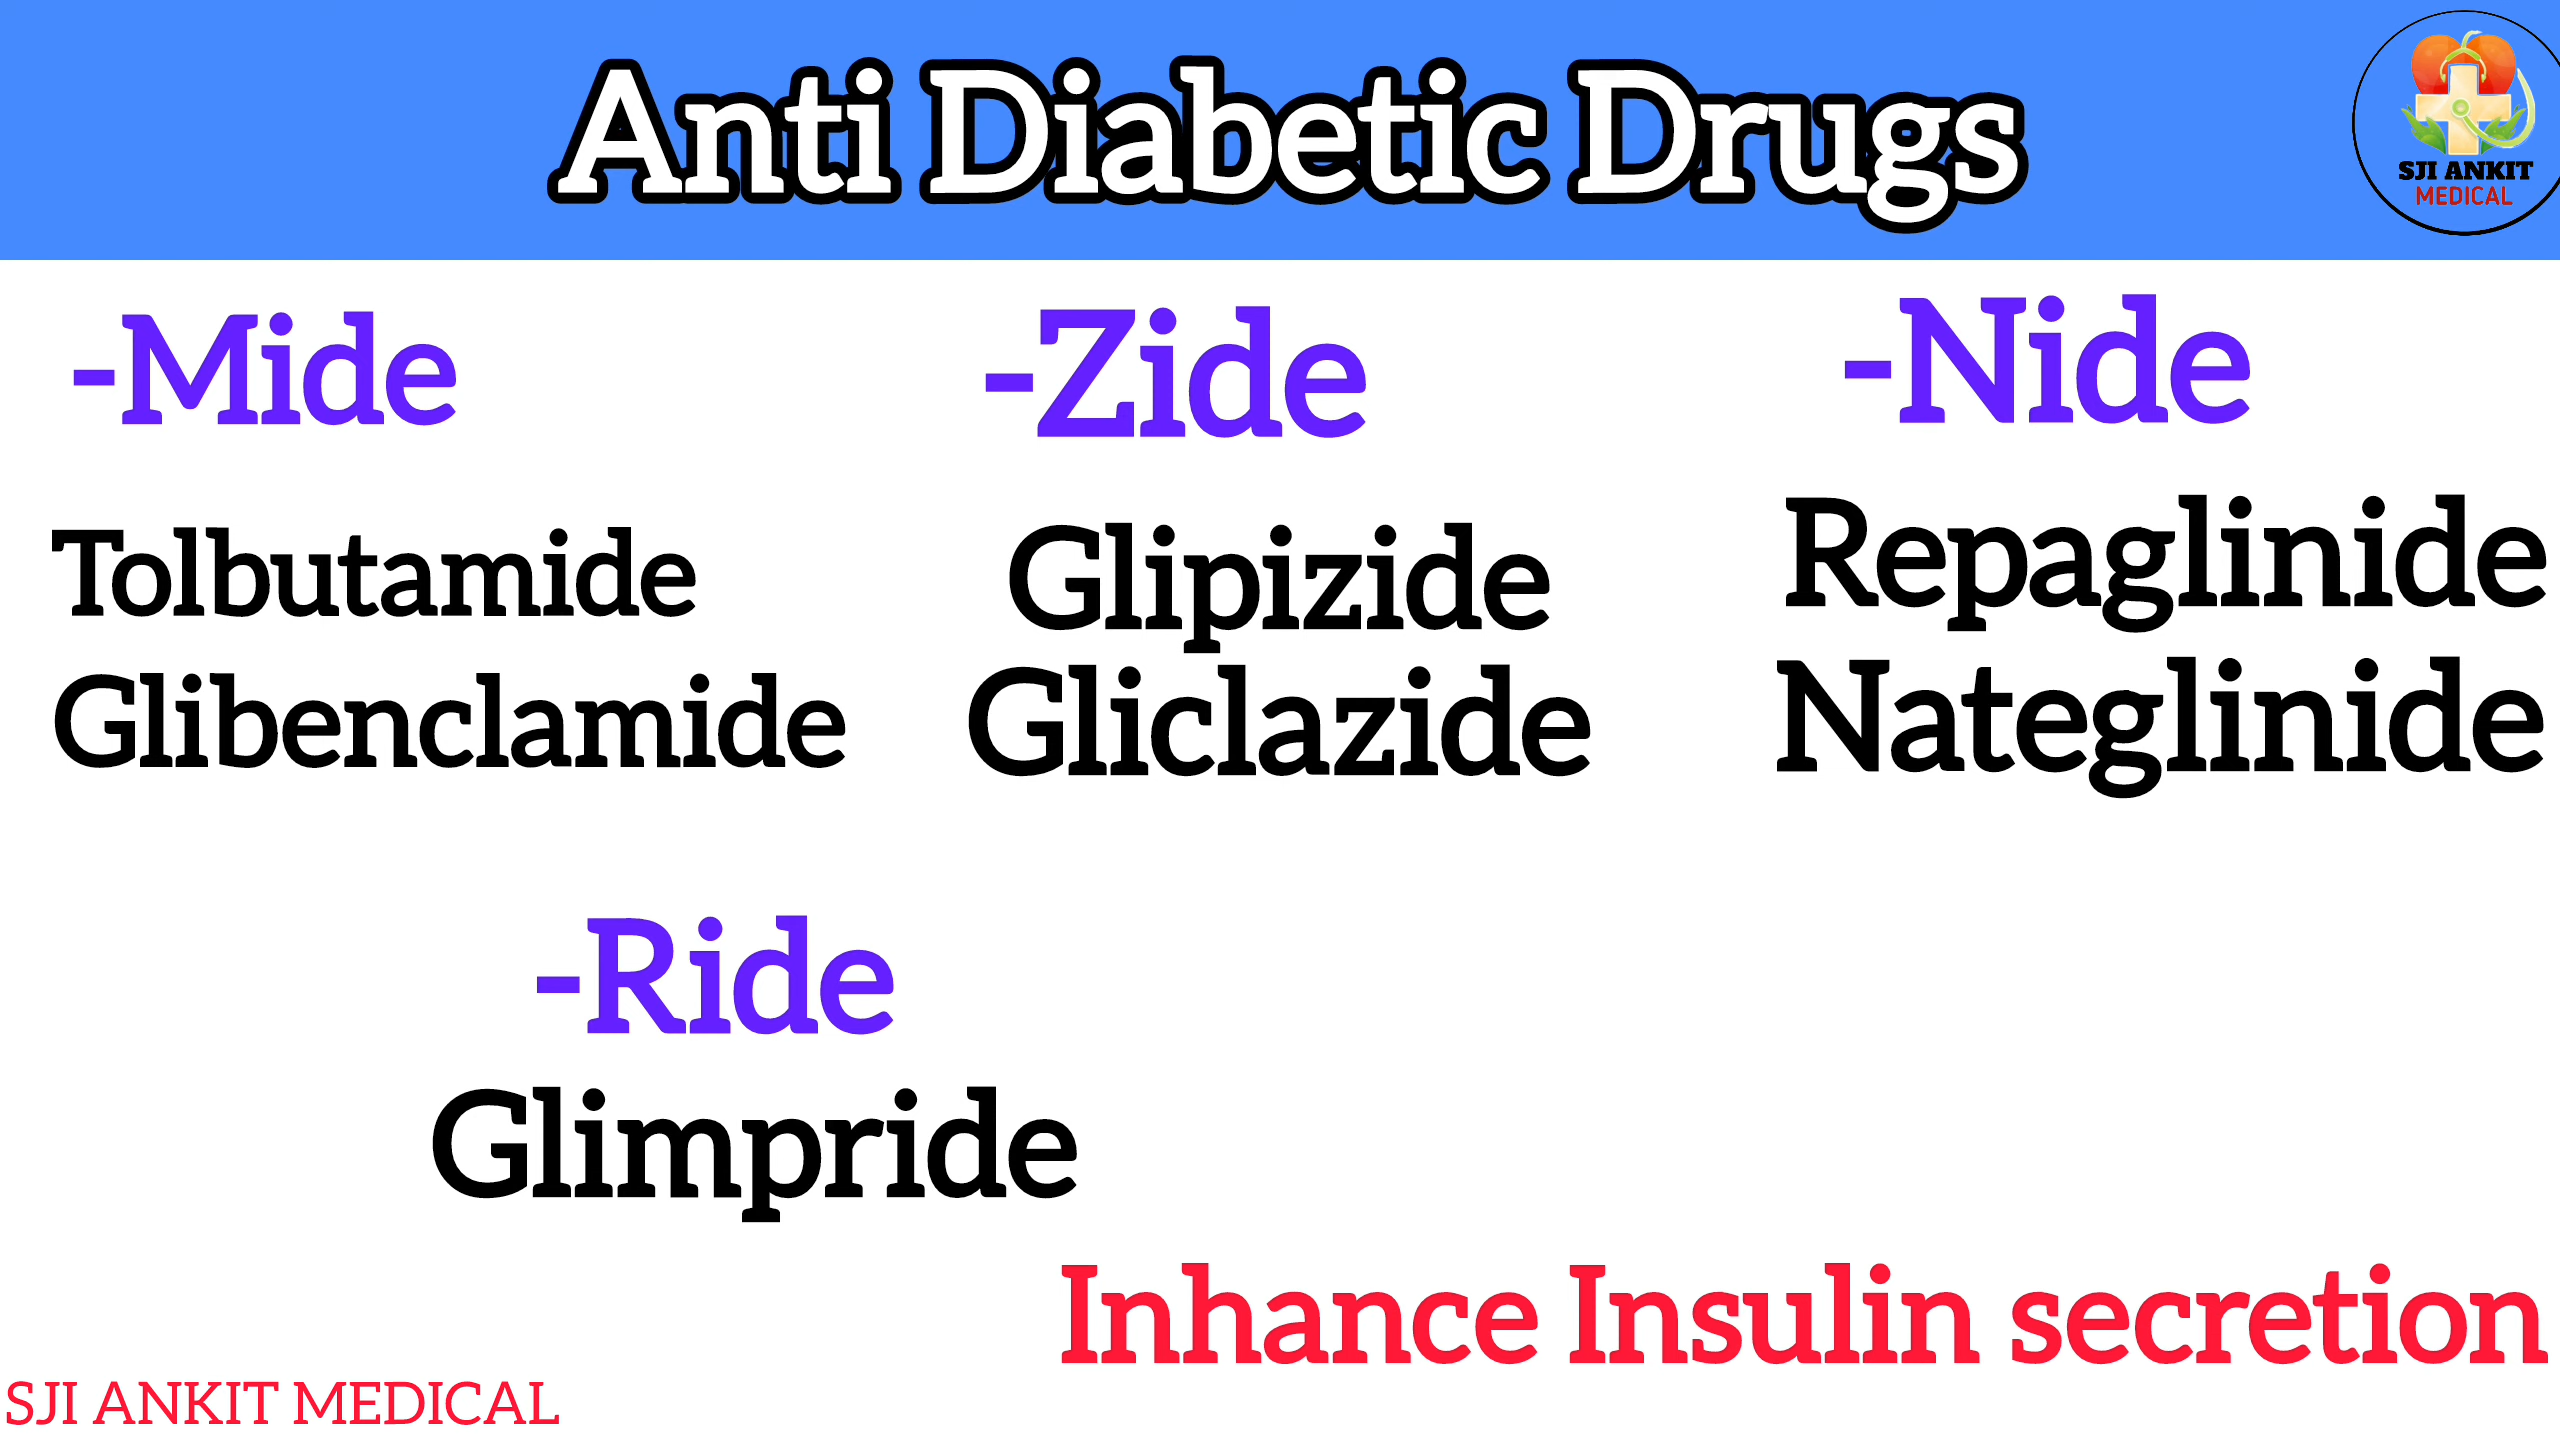 Anti Diabetic Drugs
SJI ANKIT
MEDICAL
-Mide
Tolbutamide
Glibenclamide
-Zide
Glipizide
Gliclazide
-Nide
Repaglinide
Nateglinide
-Ride
Glimpride
Inhance Insulin secretion
SJI ANKIT MEDICAL